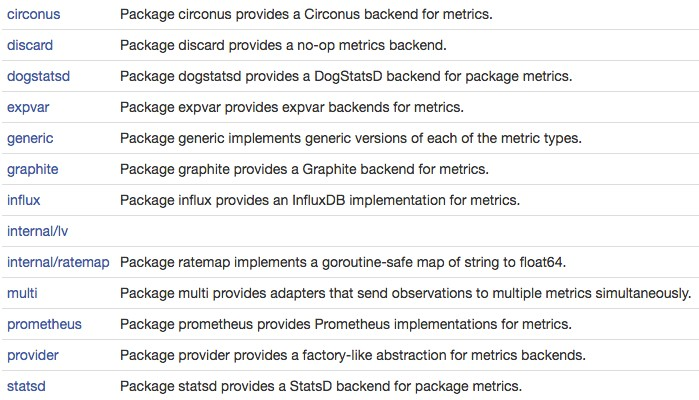 circonus Package circonus provides a Circonus backend for metrics.
discard Package discard provides a no-op metrics backend.
dogstatsd Package dogstatsd provides a DogStatsD backend for package metrics.
expvar Package expvar provides expvar backends for metrics.
generic Package generic implements generic versions of each of the metric types.
graphite Package graphite provides a Graphite backend for metrics.
influx Package influx provides an InfluxDB implementation for metrics.
internal/lv
internal/ratemap Package ratemap implements a goroutine-safe map of string to float64.
multi Package multi provides adapters that send observations to multiple metrics simultaneously.
prometheus Package prometheus provides Prometheus implementations for metrics.
provider Package provider provides a factory-like abstraction for metrics backends.
statsd Package statsd provides a StatsD backend for package metrics.